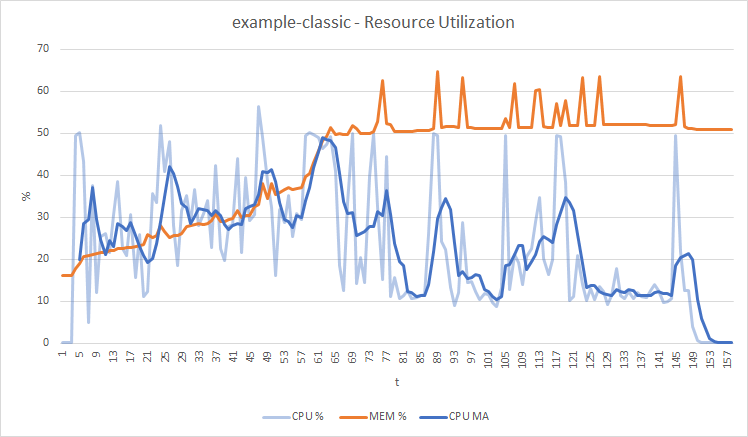 example-classic - Resource Utilization
70
60
50
40
30
20
10
0
%
1 5 9 13 17 21 25 29 33 37 41 45 49 53 57 61 65 69 73 77 81 85 89 93 97 101 105 109 113 117 121 125 129 133 137 141 145 149 153 157
t
CPU % MEM % CPU MA